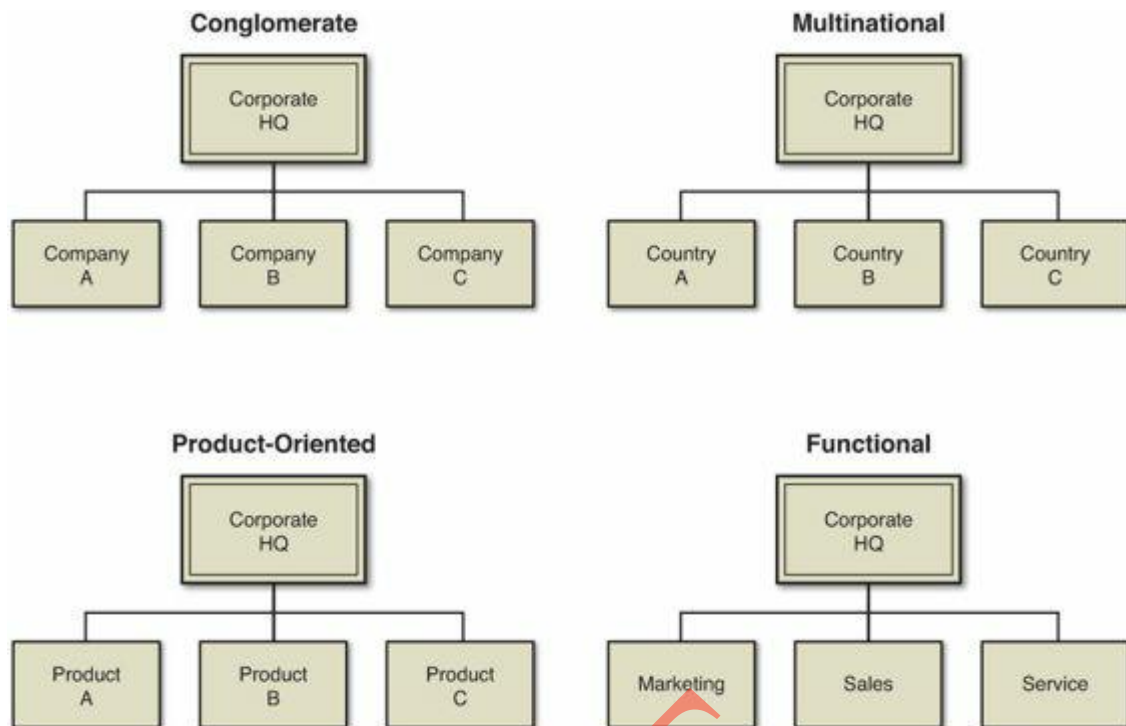 Conglomerate
Corporate
HQ
Company
A
Company
B
Company
C
Multinational
Corporate
HQ
Country
A
Country
B
Country
C
Product-Oriented
Corporate
HQ
Product
A
Product
B
Product
C
Functional
Corporate
HQ
Marketing
Sales
Service